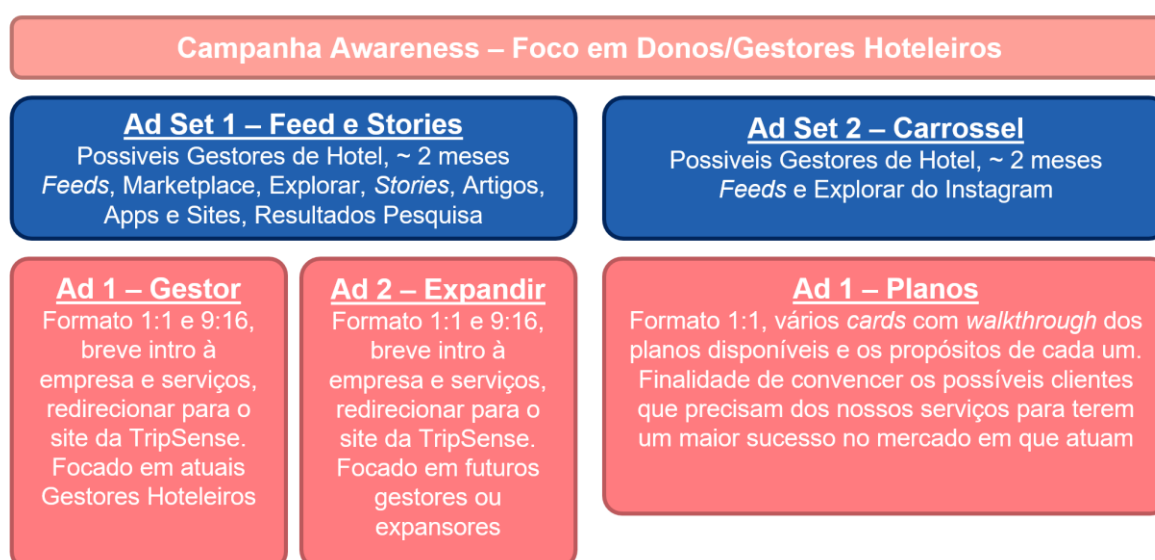 Campanha Awareness – Foco em Donos/Gestores Hoteleiros
Ad Set 1 – Feed e Stories
Possiveis Gestores de Hotel, ~ 2 meses
Feeds, Marketplace, Explorar, Stories, Artigos,
Apps e Sites, Resultados Pesquisa
Ad Set 2 – Carrossel
Possiveis Gestores de Hotel, ~ 2 meses
Feeds e Explorar do Instagram
Ad 1 – Gestor
Formato 1:1 e 9:16,
breve intro à
empresa e serviços,
redirecionar para o
site da TripSense.
Focado em atuais
Gestores Hoteleiros
Ad 2 – Expandir
Formato 1:1 e 9:16,
breve intro à
empresa e serviços,
redirecionar para o
site da TripSense.
Focado em futuros
gestores ou
expansores
Ad 1 – Planos
Formato 1:1, vários cards com walkthrough dos
planos disponíveis e os propósitos de cada um.
Finalidade de convencer os possíveis clientes
que precisam dos nossos serviços para terem
um maior sucesso no mercado em que atuam